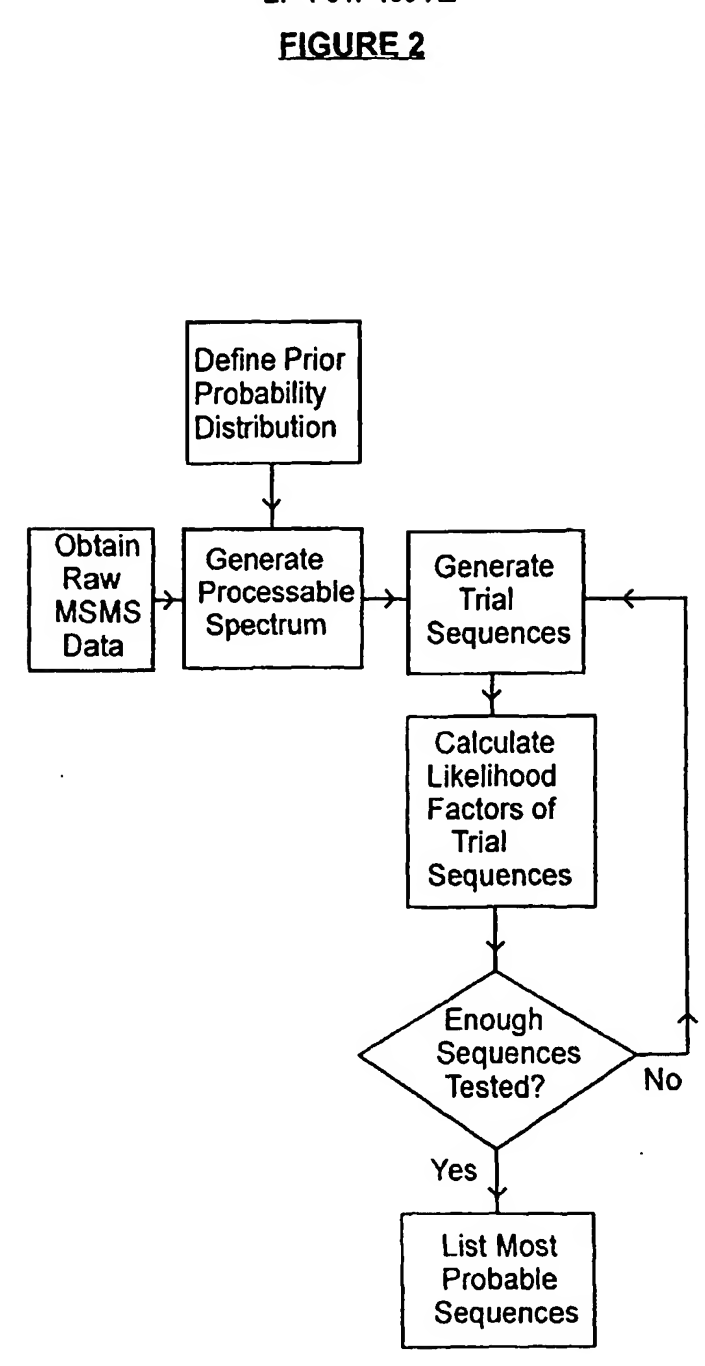 FIGURE 2
Define Prior
Probability
Distribution
Obtain
Raw
MSMS
Data
Generate
Processable
Spectrum
Generate
Trial
Sequences
Calculate
Likelihood
Factors of
Trial
Sequences
Enough
Sequences
Tested?
No
Yes
List Most
Probable
Sequences